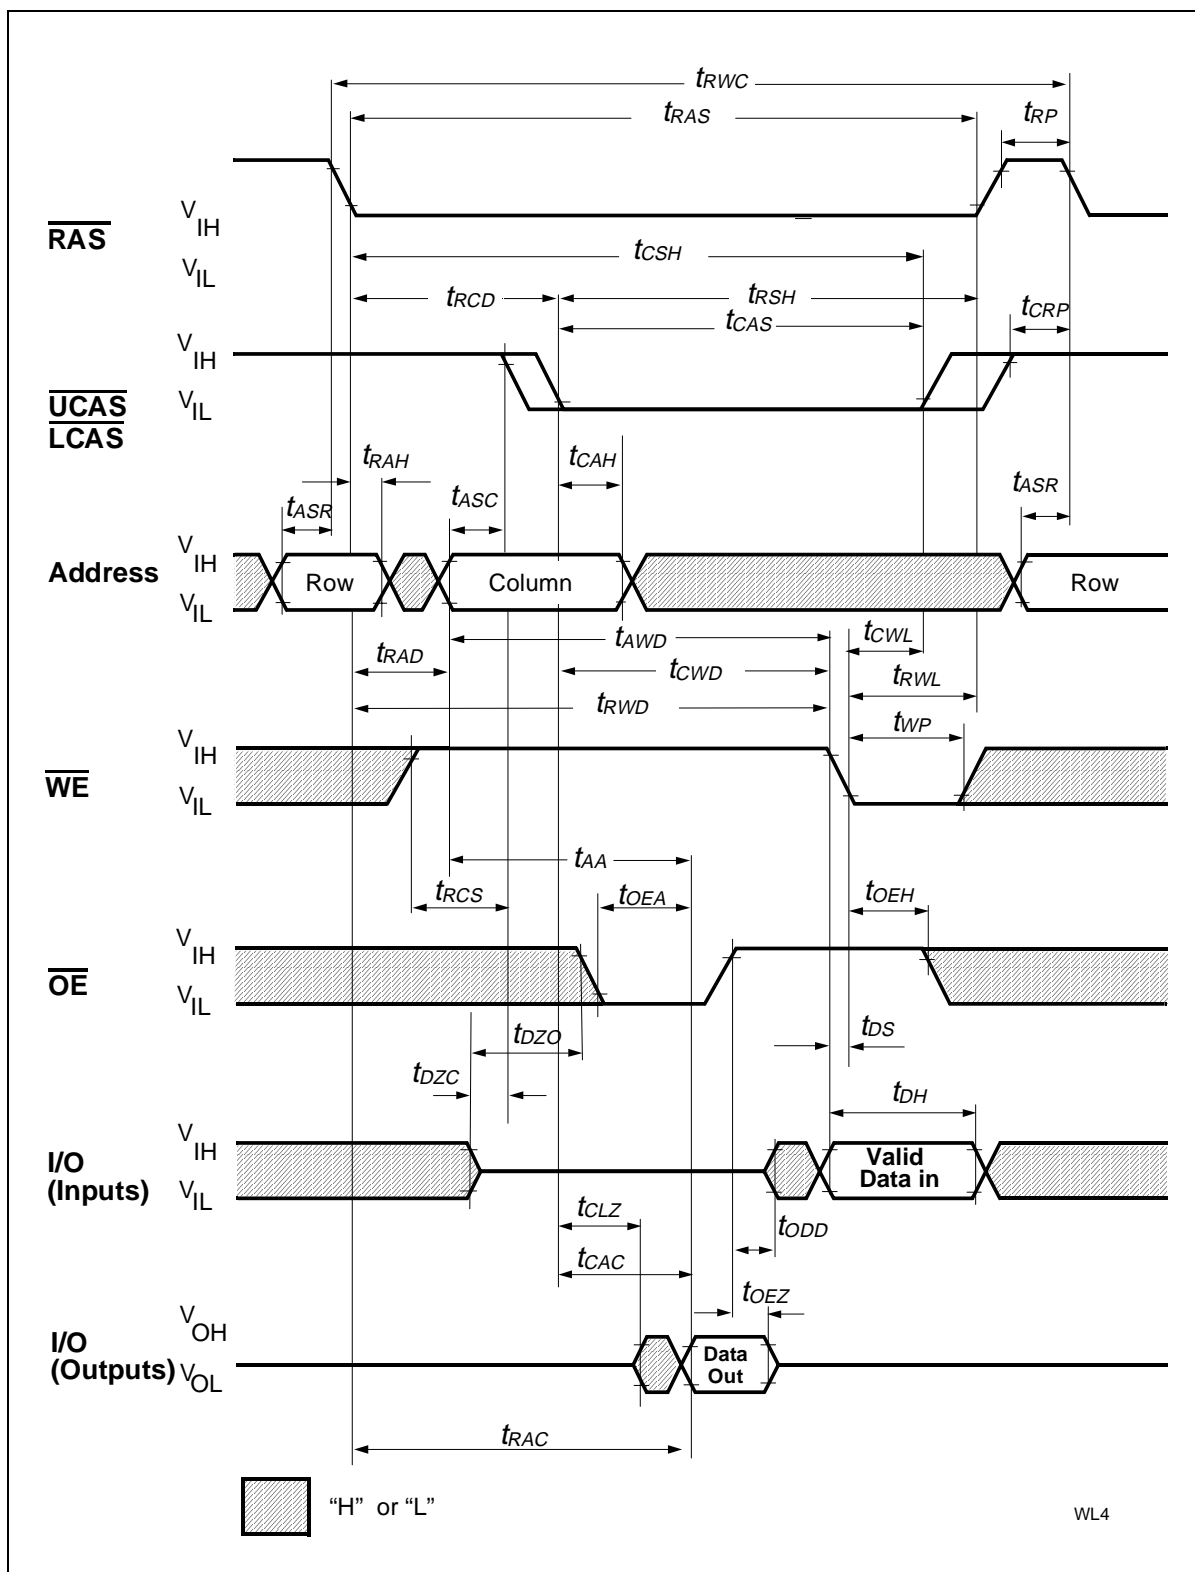 tRWC
tRAS
tRP
VIH
RAS
VIL
tCSH
tRCD
tRSH
tCAS
tCRP
VIH
UCAS
VIL
LCAS
tRAH
tCAH
tASR
tASC
tASR
Address
VIH
VIL
Row
Column
Row
tAWD
tCWL
tRAD
tCWD
tRWL
tRWD
tWP
VIH
WE
VIL
tAA
tRCS
tOEA
tOEH
VIH
OE
VIL
tDZO
tDS
tDZC
tDH
VIH
I/O
(Inputs)
VIL
Valid
Data in
tCLZ
tODD
tCAC
tOEZ
VOH
I/O
(Outputs)
VOL
Data
Out
tRAC
“H” or “L”
WL4